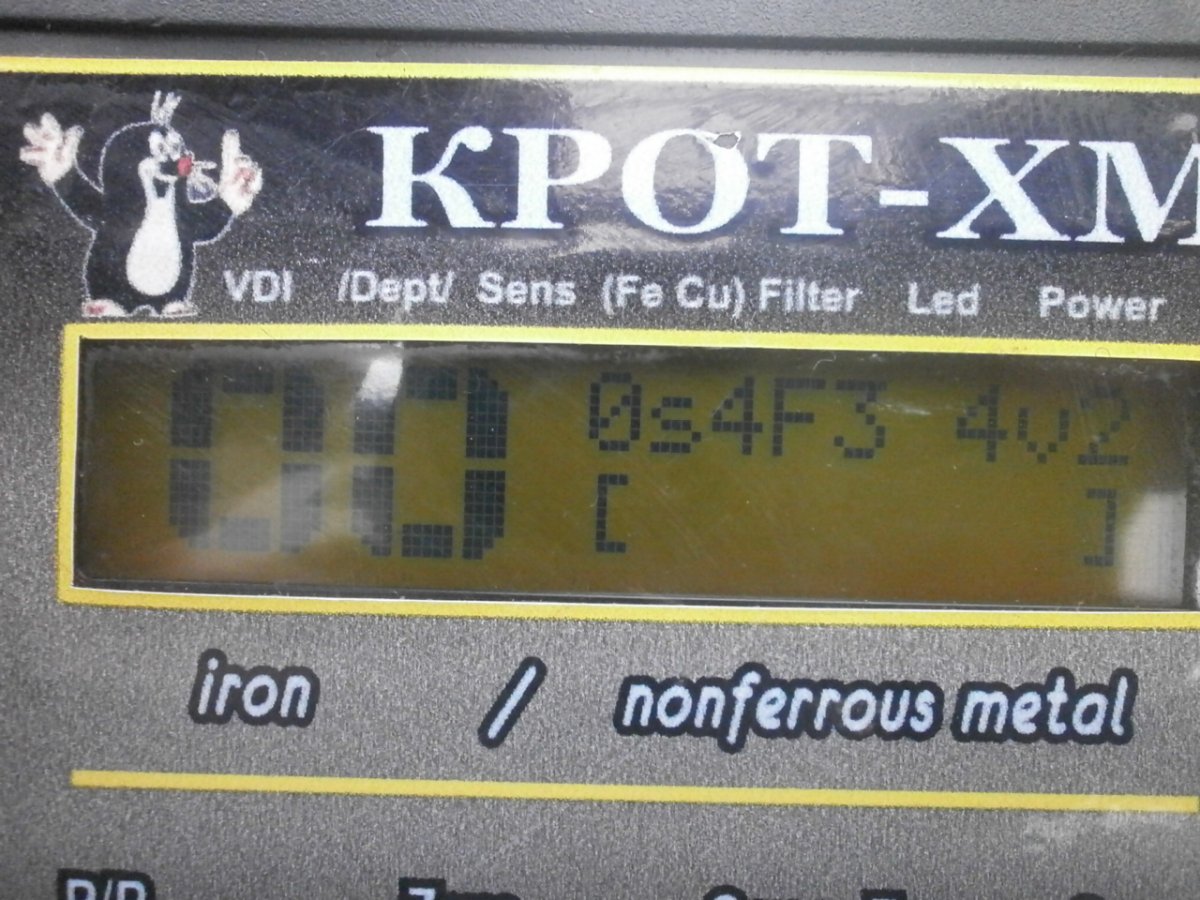 КРОТ-ХМ
VDI /Dept/ Sens (Fe Cu) Filter Led Power
00 0s4F3 4v2
[ ]
iron / nonferrous metal